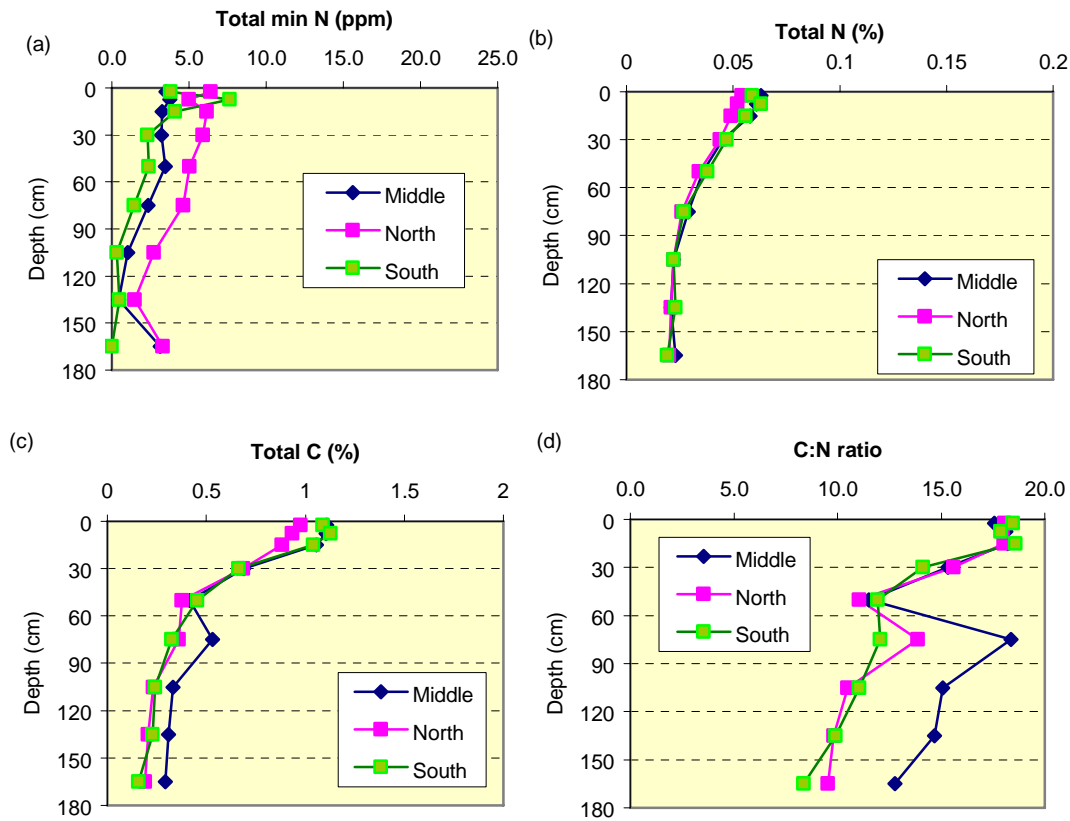 (a)
Total min N (ppm)
0.0 5.0 10.0 15.0 20.0 25.0
0
30
60
90
120
150
180
Depth (cm)
Middle
North
South
(b)
Total N (%)
0 0.05 0.1 0.15 0.2
0
30
60
90
120
150
180
Depth (cm)
Middle
North
South
(c)
Total C (%)
0 0.5 1 1.5 2
0
30
60
90
120
150
180
Depth (cm)
Middle
North
South
(d)
C:N ratio
0.0 5.0 10.0 15.0 20.0
0
30
60
90
120
150
180
Depth (cm)
Middle
North
South